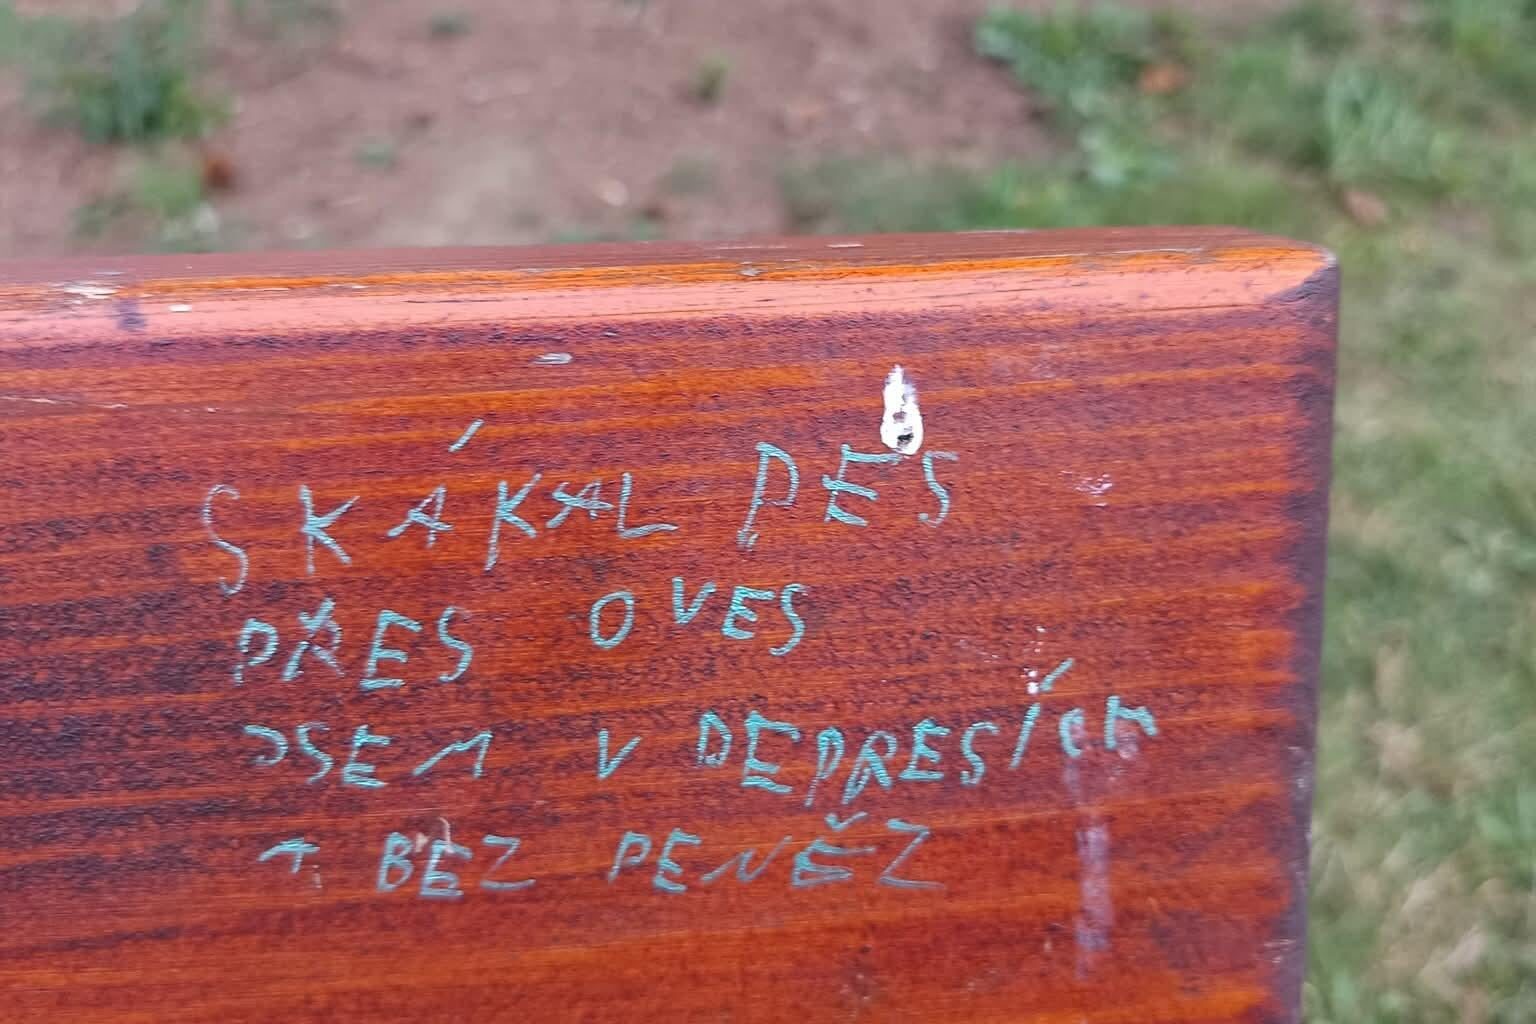 SKÁKAL PES
PŘES OVES
JSEM V DEPRESÍCH
A BEZ PENĚZ